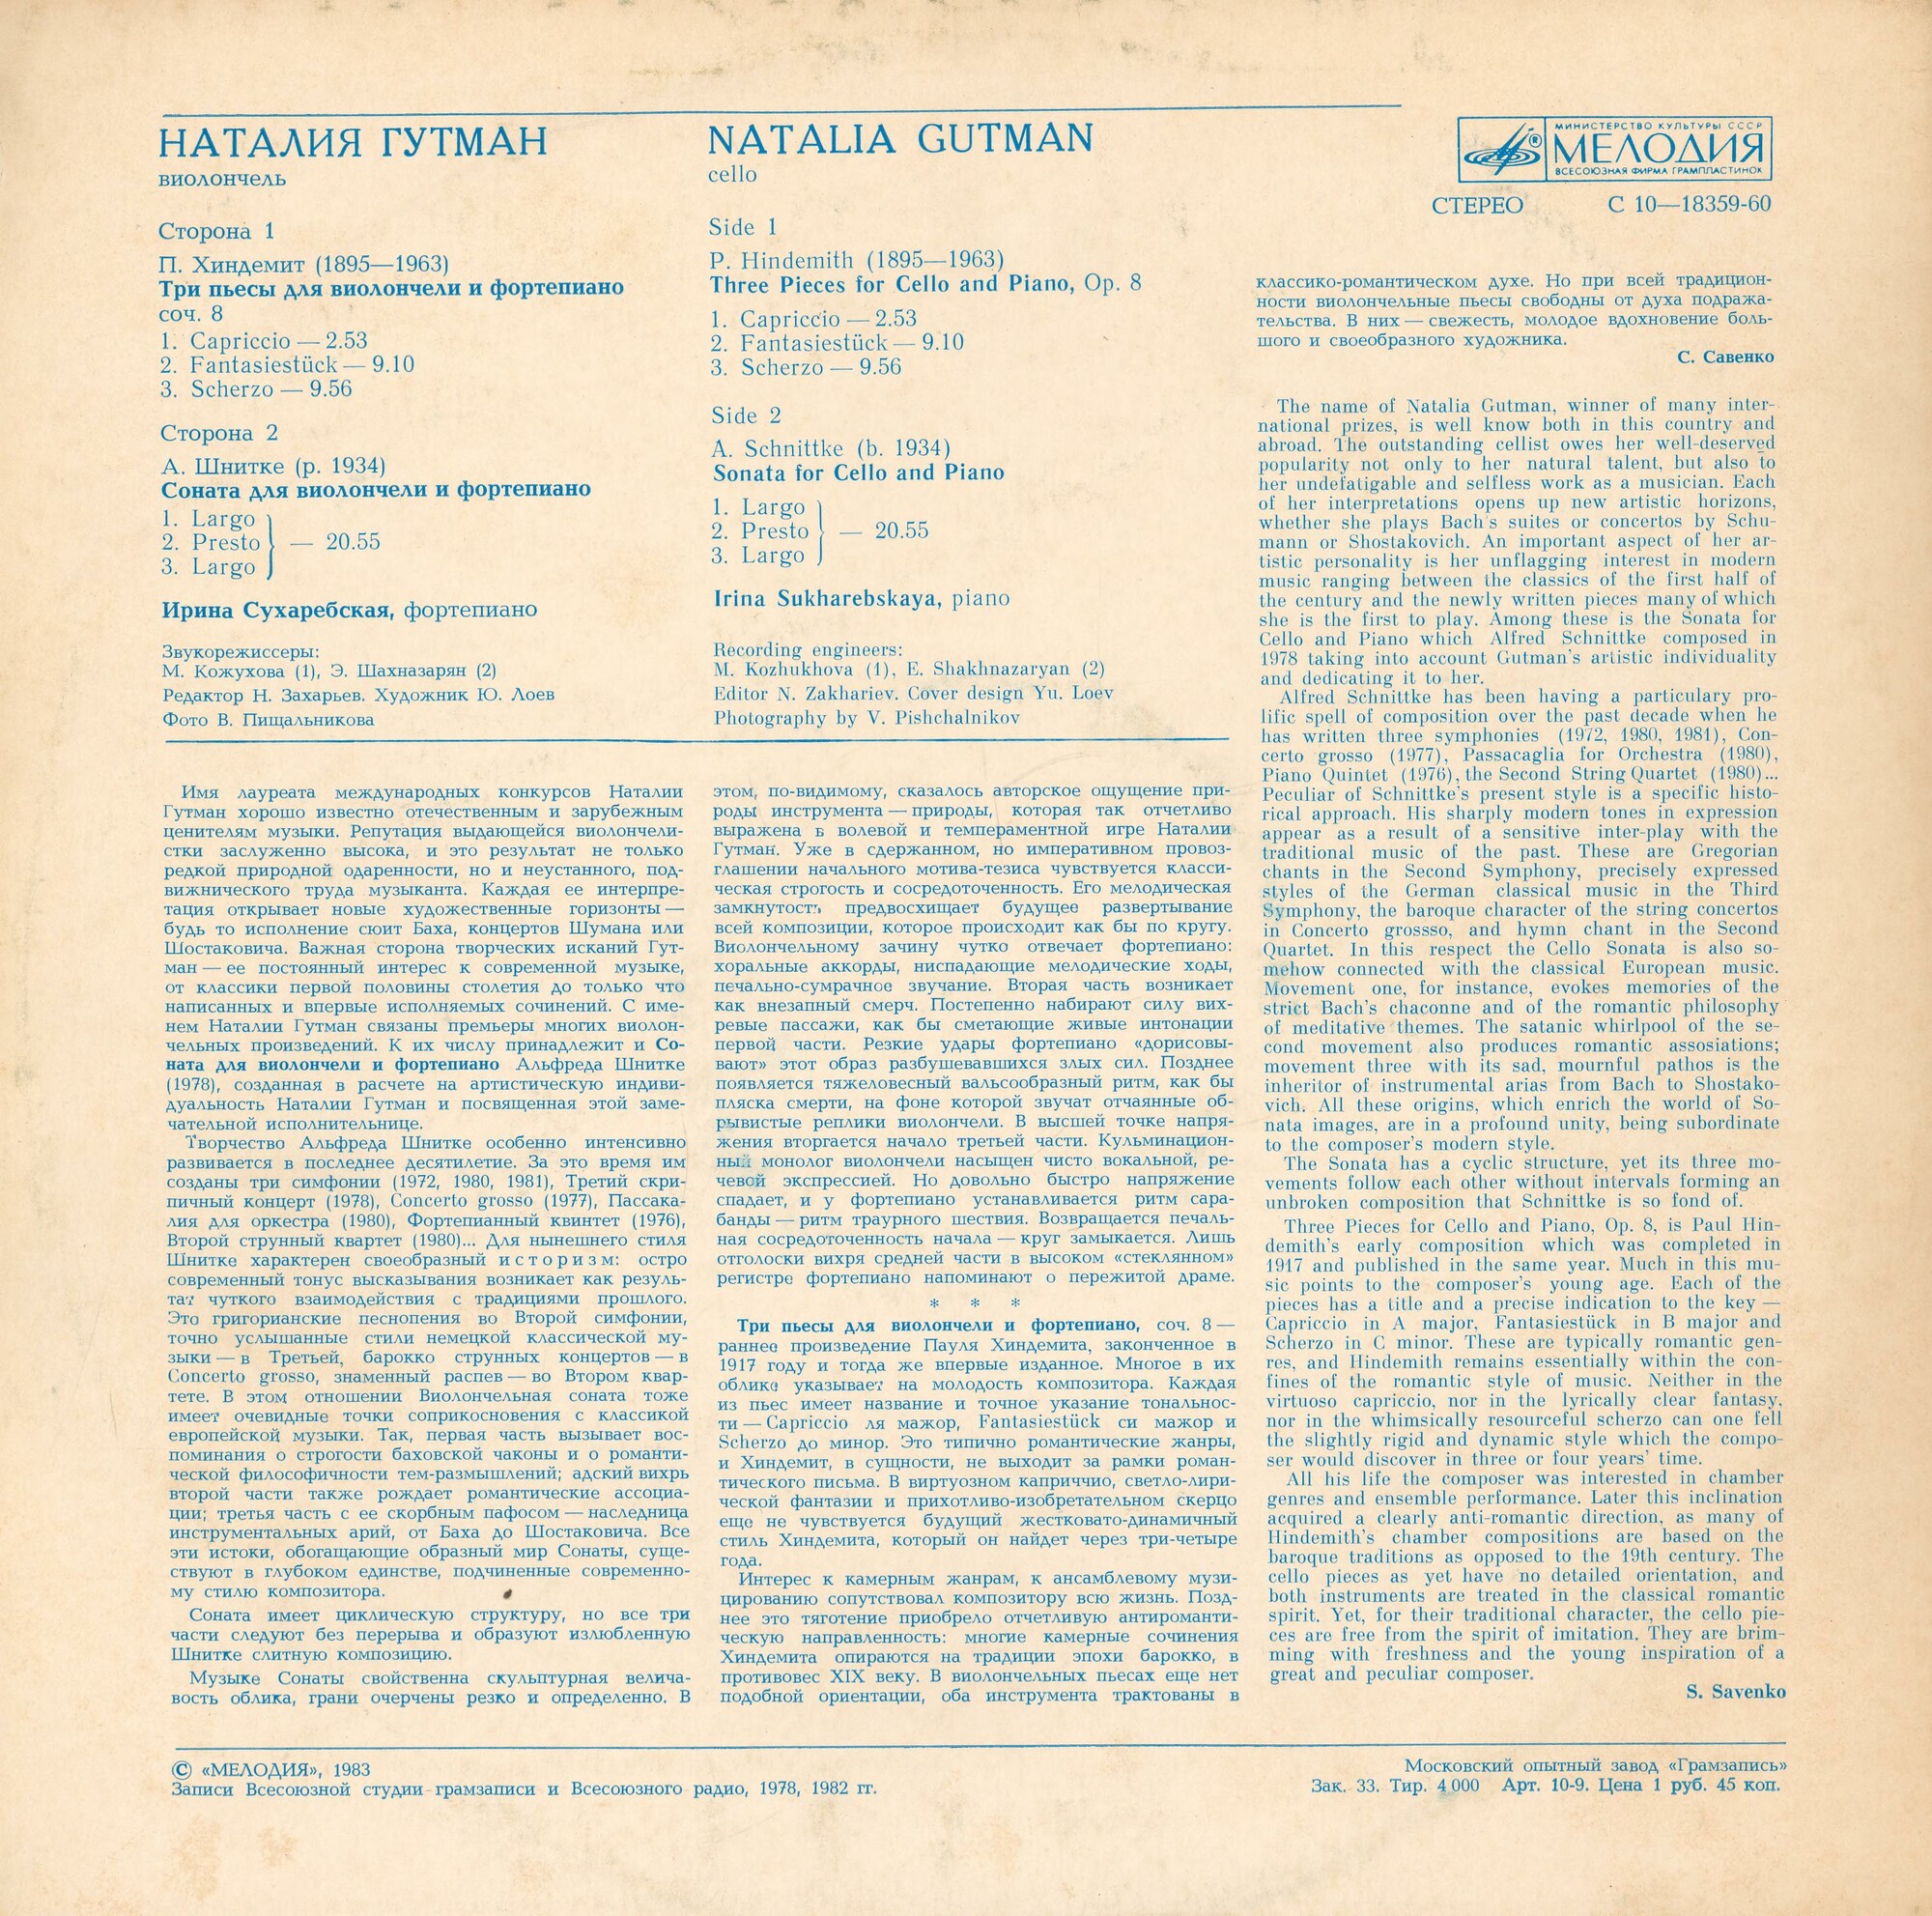 НАТАЛИЯ ГУТМАН
виолончель
Сторона 1
П. Хиндемит (1895—1963)
Три пьесы для виолончели и фортепиано
соч. 8
1. Capriccio — 2.53
2. Fantasiestück — 9.10
3. Scherzo — 9.56
Сторона 2
А. Шнитке (р. 1934)
Соната для виолончели и фортепиано
1. Largo
2. Presto — 20.55
3. Largo
Ирина Сухаребская, фортепиано
Звукорежиссеры:
М. Кожухова (1), Э. Шахназарян (2)
Редактор Н. Захарьев. Художник Ю. Лоев
Фото В. Пищальникова
NATALIA GUTMAN
cello
Side 1
P. Hindemith (1895—1963)
Three Pieces for Cello and Piano, Op. 8
1. Capriccio — 2.53
2. Fantasiestück — 9.10
3. Scherzo — 9.56
Side 2
A. Schnittke (b. 1934)
Sonata for Cello and Piano
1. Largo
2. Presto — 20.55
3. Largo
Irina Sukharebskaya, piano
Recording engineers:
M. Kozhukhova (1), E. Shakhnazaryan (2)
Editor N. Zakhariev. Cover design Yu. Loev
Photography by V. Pishchalnikov
МИНИСТЕРСТВО КУЛЬТУРЫ СССР
МЕЛОДИЯ
ВСЕСОЮЗНАЯ ФИРМА ГРАМПЛАСТИНОК
СТЕРЕО С 10—18359-60
Имя лауреата международных конкурсов Наталии
Гутман хорошо известно отечественным и зарубежным
ценителям музыки. Репутация выдающейся виолончели-
стки заслуженно высока, и это результат не только
редкой природной одаренности, но и неустанного, под-
вижнического труда музыканта. Каждая ее интерпре-
тация открывает новые художественные горизонты —
будь то исполнение сюит Баха, концертов Шумана или
Шостаковича. Важная сторона творческих исканий Гут-
ман — ее постоянный интерес к современной музыке,
от классики первой половины столетия до только что
написанных и впервые исполняемых сочинений. С име-
нем Наталии Гутман связаны премьеры многих виолон-
чельных произведений. К их числу принадлежит и Со-
ната для виолончели и фортепиано Альфреда Шнитке
(1978), созданная в расчете на артистическую индиви-
дуальность Наталии Гутман и посвященная этой заме-
чательной исполнительнице.
Творчество Альфреда Шнитке особенно интенсивно
развивается в последнее десятилетие. За это время им
созданы три симфонии (1972, 1980, 1981), Третий скри-
пичный концерт (1978), Concerto grosso (1977), Пассака-
лия для оркестра (1980), Фортепианный квинтет (1976),
Второй струнный квартет (1980)... Для нынешнего стиля
Шнитке характерен своеобразный историзм: остро
современный тонус высказывания возникает как резуль-
тат чуткого взаимодействия с традициями прошлого.
Это григорианские песнопения во Второй симфонии,
точно услышанные стили немецкой классической му-
зыки — в Третьей, барокко струнных концертов — в
Concerto grosso, знаменный распев — во Втором квар-
тете. В этом отношении Виолончельная соната тоже
имеет очевидные точки соприкосновения с классикой
европейской музыки. Так, первая часть вызывает вос-
поминания о строгости баховской чаконы и о романти-
ческой философичности тем-размышлений; адский вихрь
второй части также рождает романтические ассоциа-
ции; третья часть с ее скорбным пафосом — наследница
инструментальных арий, от Баха до Шостаковича. Все
эти истоки, обогащающие образный мир Сонаты, суще-
ствуют в глубоком единстве, подчиненные современно-
му стилю композитора.
Соната имеет циклическую структуру, но все три
части следуют без перерыва и образуют излюбленную
Шнитке слитную композицию.
Музыке Сонаты свойственна скульптурная велича-
вость облика, грани очерчены резко и определенно. В
этом, по-видимому, сказалось авторское ощущение при-
роды инструмента — природы, которая так отчетливо
выражена в волевой и темпераментной игре Наталии
Гутман. Уже в сдержанном, но императивном провоз-
глашении начального мотива-тезиса чувствуется класси-
ческая строгость и сосредоточенность. Его мелодическая
замкнутость предвосхищает будущее развертывание
всей композиции, которое происходит как бы по кругу.
Виолончельному зачину чутко отвечает фортепиано:
хоральные аккорды, ниспадающие мелодические ходы,
печально-сумрачное звучание. Вторая часть возникает
как внезапный смерч. Постепенно набирают силу вих-
ревые пассажи, как бы сметающие живые интонации
первой части. Резкие удары фортепиано «дорисовы-
вают» этот образ разбушевавшихся злых сил. Позднее
появляется тяжеловесный вальсообразный ритм, как бы
пляска смерти, на фоне которой звучат отчаянные об-
рывистые реплики виолончели. В высшей точке напря-
жения вторгается начало третьей части. Кульминацион-
ный монолог виолончели насыщен чисто вокальной, ре-
чевой экспрессией. Но довольно быстро напряжение
спадает, и у фортепиано устанавливается ритм сара-
банды — ритм траурного шествия. Возвращается печаль-
ная сосредоточенность начала — круг замыкается. Лишь
отголоски вихря средней части в высоком «стеклянном»
регистре фортепиано напоминают о пережитой драме.
* * *
Три пьесы для виолончели и фортепиано, соч. 8 —
раннее произведение Пауля Хиндемита, законченное в
1917 году и тогда же впервые изданное. Многое в их
облике указывает на молодость композитора. Каждая
из пьес имеет название и точное указание тональнос-
ти — Capriccio ля мажор, Fantasiestück си мажор и
Scherzo до минор. Это типично романтические жанры,
и Хиндемит, в сущности, не выходит за рамки роман-
тического письма. В виртуозном каприччио, светло-лири-
ческой фантазии и прихотливо-изобретательном скерцо
еще не чувствуется будущий жестковато-динамичный
стиль Хиндемита, который он найдет через три-четыре
года.
Интерес к камерным жанрам, к ансамблевому музи-
цированию сопутствовал композитору всю жизнь. Позд-
нее это тяготение приобрело отчетливую антироманти-
ческую направленность: многие камерные сочинения
Хиндемита опираются на традиции эпохи барокко, в
противовес XIX веку. В виолончельных пьесах еще нет
подобной ориентации, оба инструмента трактованы в
классико-романтическом духе. Но при всей традицион-
ности виолончельные пьесы свободны от духа подража-
тельства. В них — свежесть, молодое вдохновение боль-
шого и своеобразного художника.
С. Савенко
The name of Natalia Gutman, winner of many inter-
national prizes, is well know both in this country and
abroad. The outstanding cellist owes her well-deserved
popularity not only to her natural talent, but also to
her undefatigable and selfless work as a musician. Each
of her interpretations opens up new artistic horizons,
whether she plays Bach's suites or concertos by Schu-
mann or Shostakovich. An important aspect of her ar-
tistic personality is her unflagging interest in modern
music ranging between the classics of the first half of
the century and the newly written pieces many of which
she is the first to play. Among these is the Sonata for
Cello and Piano which Alfred Schnittke composed in
1978 taking into account Gutman's artistic individuality
and dedicating it to her.
Alfred Schnittke has been having a particulary pro-
lific spell of composition over the past decade when he
has written three symphonies (1972, 1980, 1981), Con-
certo grosso (1977), Passacaglia for Orchestra (1980),
Piano Quintet (1976), the Second String Quartet (1980)...
Peculiar of Schnittke's present style is a specific histo-
rical approach. His sharply modern tones in expression
appear as a result of a sensitive inter-play with the
traditional music of the past. These are Gregorian
chants in the Second Symphony, precisely expressed
styles of the German classical music in the Third
Symphony, the baroque character of the string concertos
in Concerto grossso, and hymn chant in the Second
Quartet. In this respect the Cello Sonata is also so-
mehow connected with the classical European music.
Movement one, for instance, evokes memories of the
strict Bach's chaconne and of the romantic philosophy
of meditative themes. The satanic whirlpool of the se-
cond movement also produces romantic assosiations;
movement three with its sad, mournful pathos is the
inheritor of instrumental arias from Bach to Shostako-
vich. All these origins, which enrich the world of So-
nata images, are in a profound unity, being subordinate
to the composer's modern style.
The Sonata has a cyclic structure, yet its three mo-
vements follow each other without intervals forming an
unbroken composition that Schnittke is so fond of.
Three Pieces for Cello and Piano, Op. 8, is Paul Hin-
demith's early composition which was completed in
1917 and published in the same year. Much in this mu-
sic points to the composer's young age. Each of the
pieces has a title and a precise indication to the key —
Capriccio in A major, Fantasiestück in B major and
Scherzo in C minor. These are typically romantic gen-
res, and Hindemith remains essentially within the con-
fines of the romantic style of music. Neither in the
virtuoso capriccio, nor in the lyrically clear fantasy,
nor in the whimsically resourceful scherzo can one fell
the slightly rigid and dynamic style which the compo-
ser would discover in three or four years' time.
All his life the composer was interested in chamber
genres and ensemble performance. Later this inclination
acquired a clearly anti-romantic direction, as many of
Hindemith's chamber compositions are based on the
baroque traditions as opposed to the 19th century. The
cello pieces as yet have no detailed orientation, and
both instruments are treated in the classical romantic
spirit. Yet, for their traditional character, the cello pie-
ces are free from the spirit of imitation. They are brim-
ming with freshness and the young inspiration of a
great and peculiar composer.
S. Savenko
© «МЕЛОДИЯ», 1983
Записи Всесоюзной студии грамзаписи и Всесоюзного радио, 1978, 1982 гг.
Московский опытный завод «Грамзапись»
Зак. 33. Тир. 4 000 Арт. 10-9. Цена 1 руб. 45 коп.